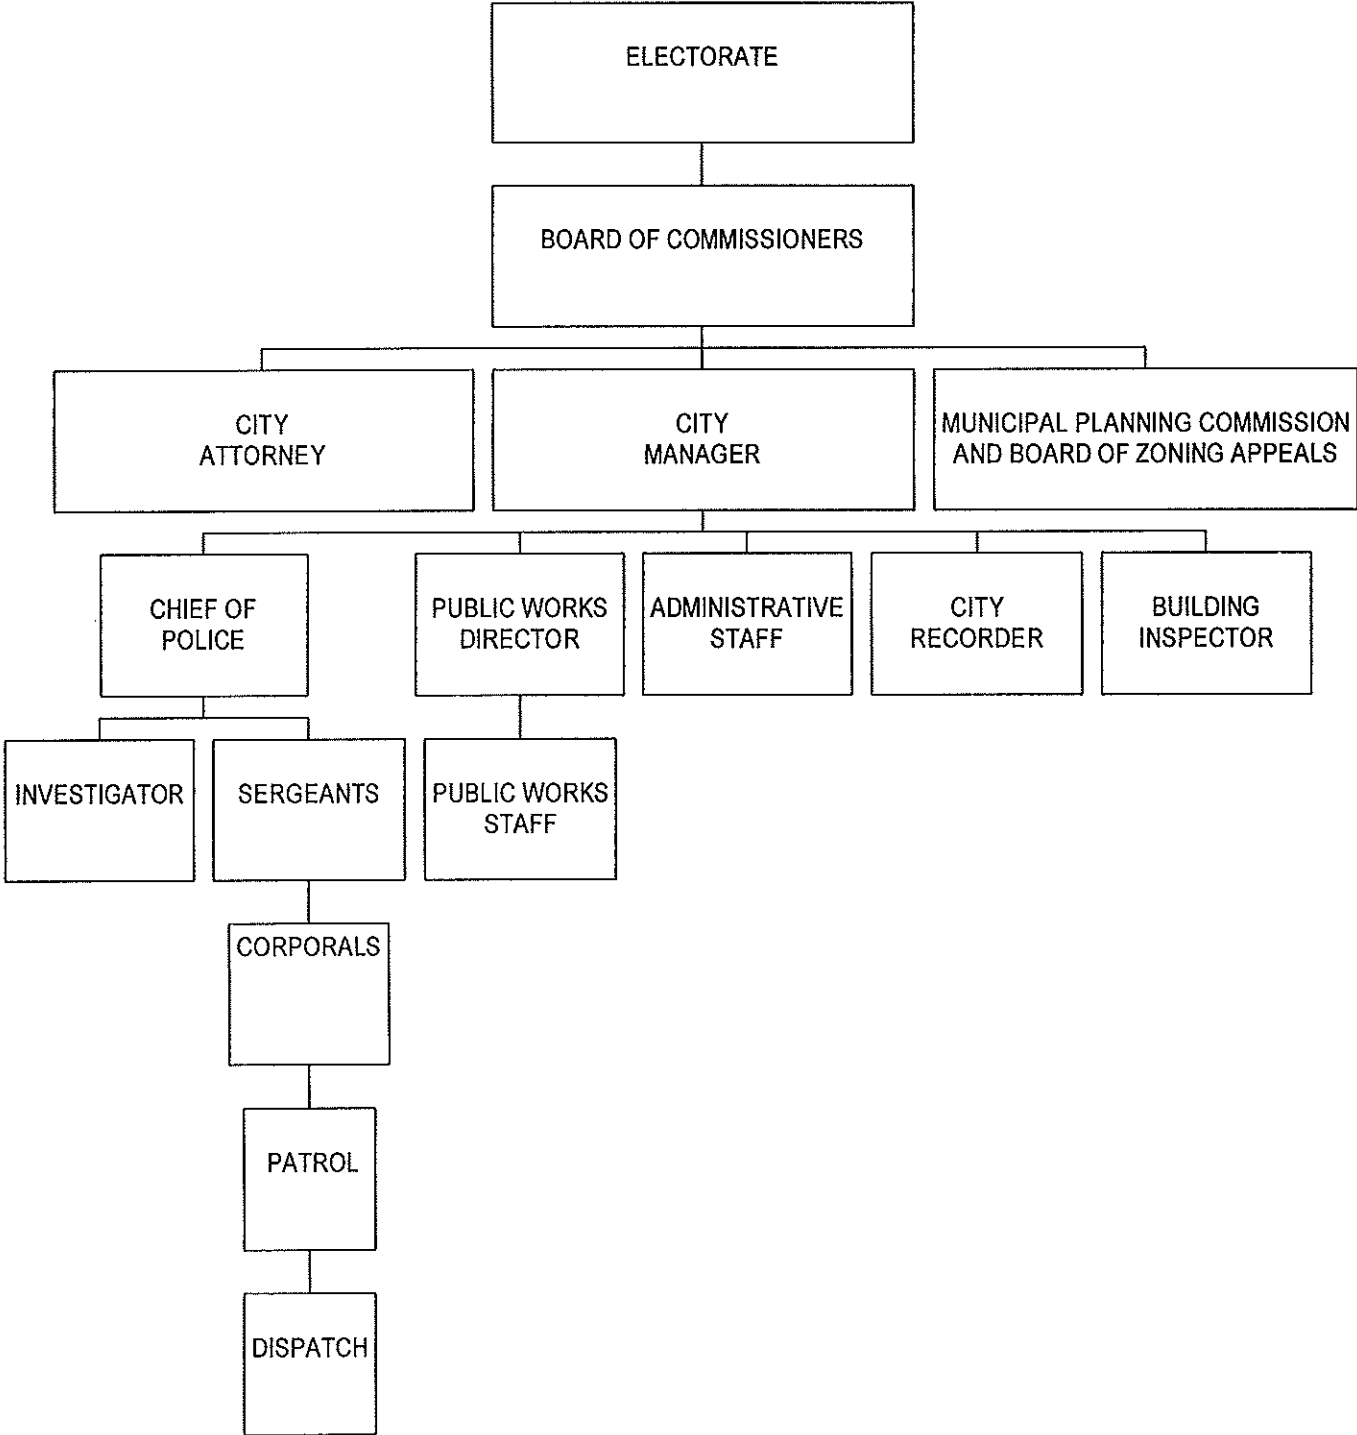 ELECTORATE
BOARD OF COMMISSIONERS
CITY
ATTORNEY
CITY
MANAGER
MUNICIPAL PLANNING COMMISSION
AND BOARD OF ZONING APPEALS
CHIEF OF
POLICE
PUBLIC WORKS
DIRECTOR
ADMINISTRATIVE
STAFF
CITY
RECORDER
BUILDING
INSPECTOR
INVESTIGATOR
SERGEANTS
PUBLIC WORKS
STAFF
CORPORALS
PATROL
DISPATCH